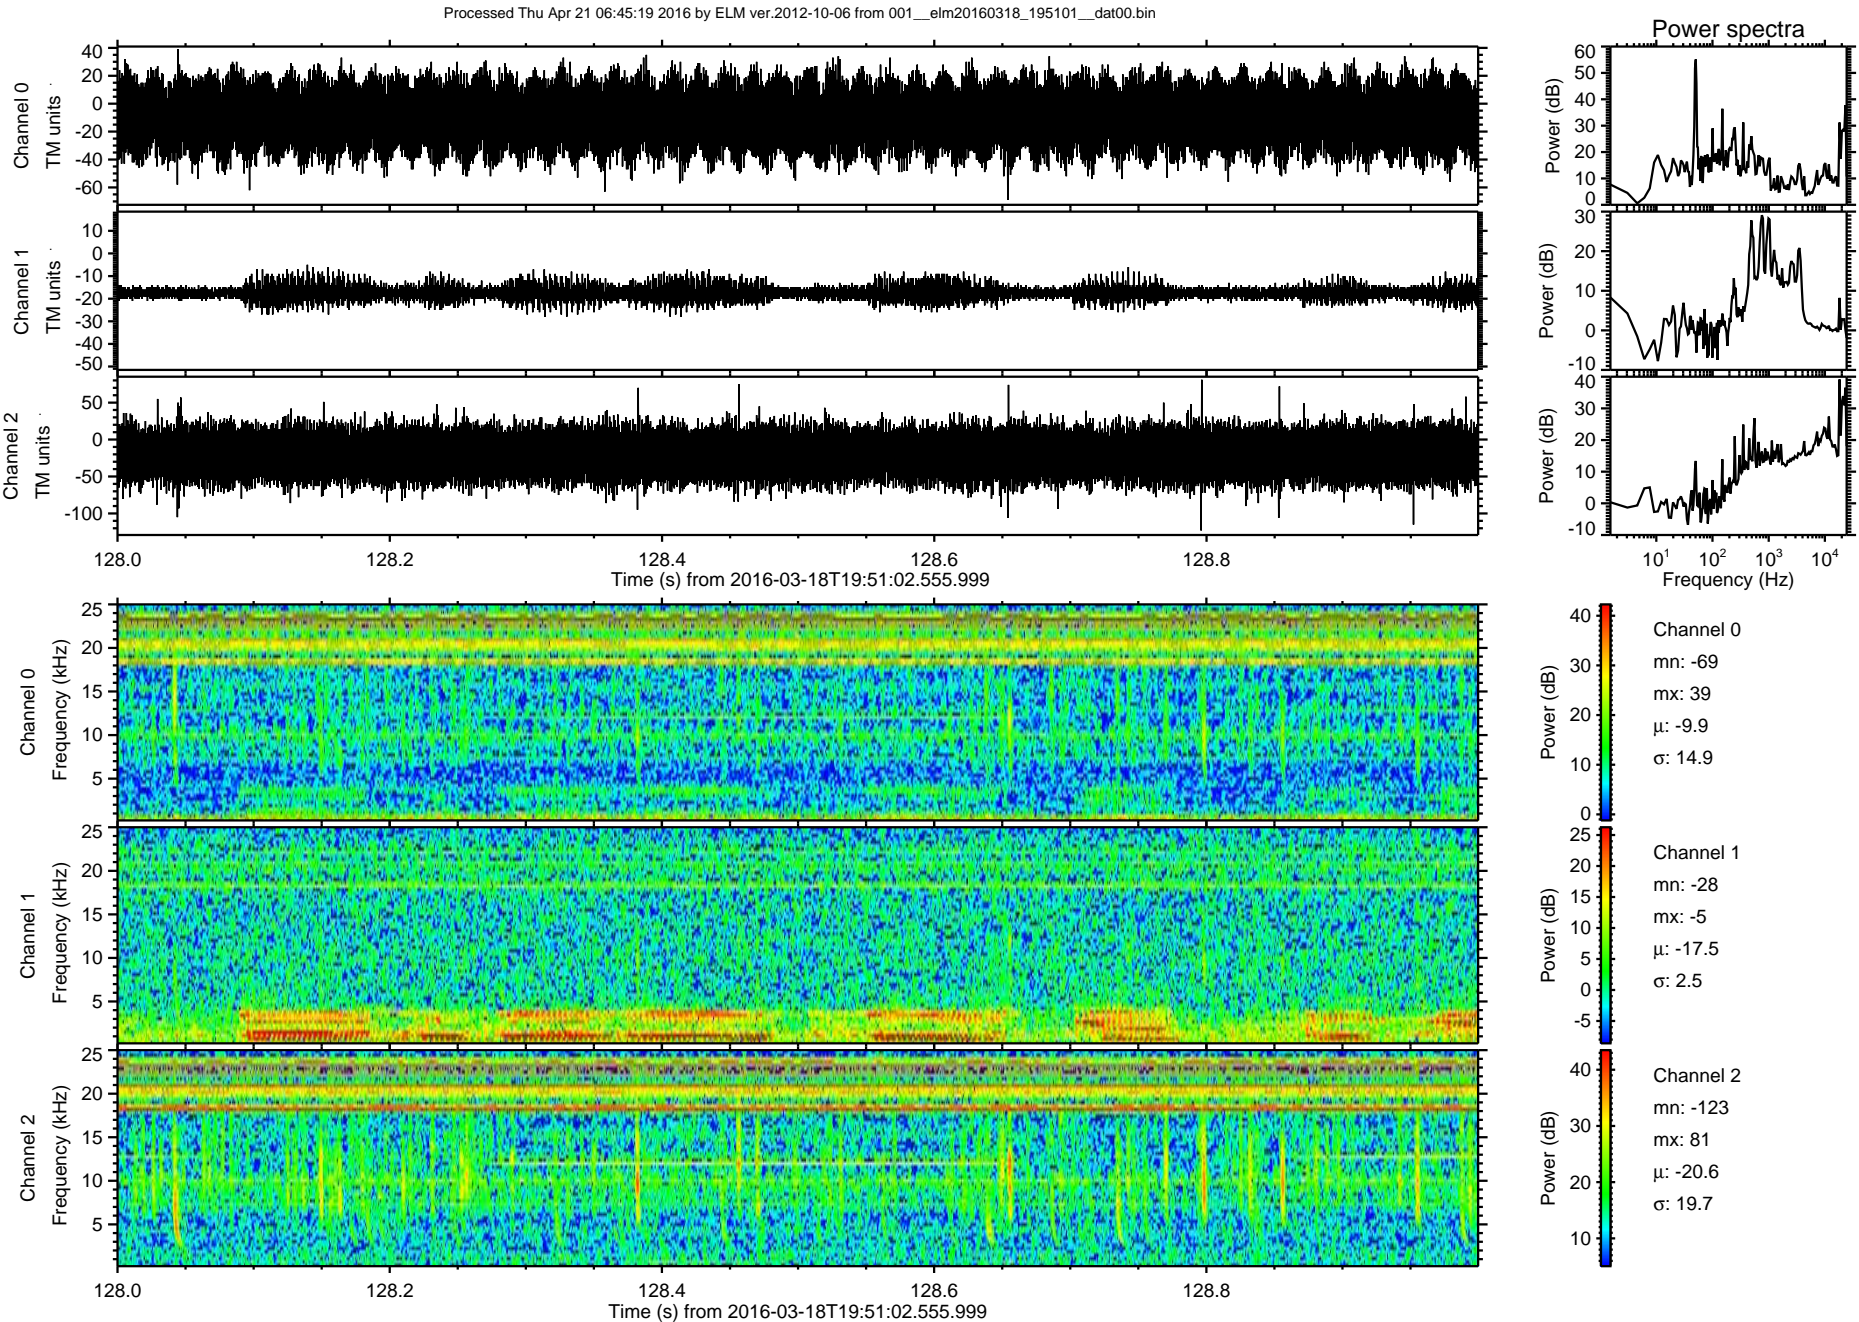 Processed Thu Apr 21 06:45:19 2016 by ELM ver.2012-10-06 from 001__elm20160318_195101__dat00.bin
Power spectra
Channel 0
TM units
40
20
0
-20
-40
-60
Power (dB)
60
50
40
30
20
10
0
Channel 1
TM units
10
0
-10
-20
-30
-40
-50
Power (dB)
30
20
10
0
-10
Channel 2
TM units
50
0
-50
-100
Power (dB)
40
30
20
10
0
-10
128.0 128.2 128.4 128.6 128.8
Time (s) from 2016-03-18T19:51:02.555.999
10^1 10^2 10^3 10^4
Frequency (Hz)
Channel 0
Frequency (kHz)
25
20
15
10
5
Power (dB)
40
30
20
10
0
Channel 0
mn: -69
mx: 39
μ: -9.9
σ: 14.9
Channel 1
Frequency (kHz)
25
20
15
10
5
Power (dB)
25
20
15
10
5
0
-5
Channel 1
mn: -28
mx: -5
μ: -17.5
σ: 2.5
Channel 2
Frequency (kHz)
25
20
15
10
5
Power (dB)
40
30
20
10
Channel 2
mn: -123
mx: 81
μ: -20.6
σ: 19.7
128.0 128.2 128.4 128.6 128.8
Time (s) from 2016-03-18T19:51:02.555.999